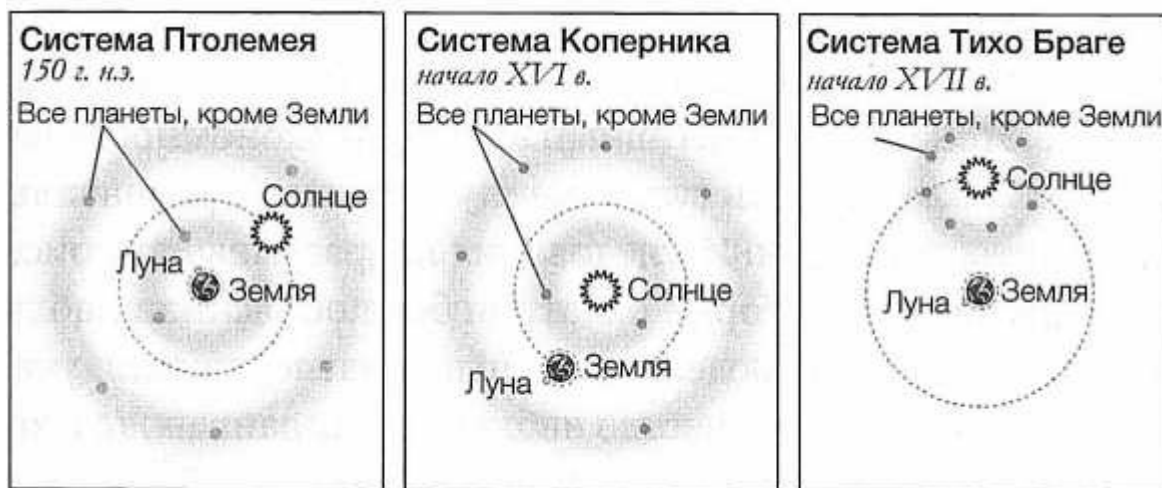 Система Птолемея
150 г. н.э.
Все планеты, кроме Земли
Солнце
Луна
Земля
Система Коперника
начало XVI в.
Все планеты, кроме Земли
Солнце
Земля
Луна
Система Тихо Браге
начало XVII в.
Все планеты, кроме Земли
Солнце
Луна
Земля